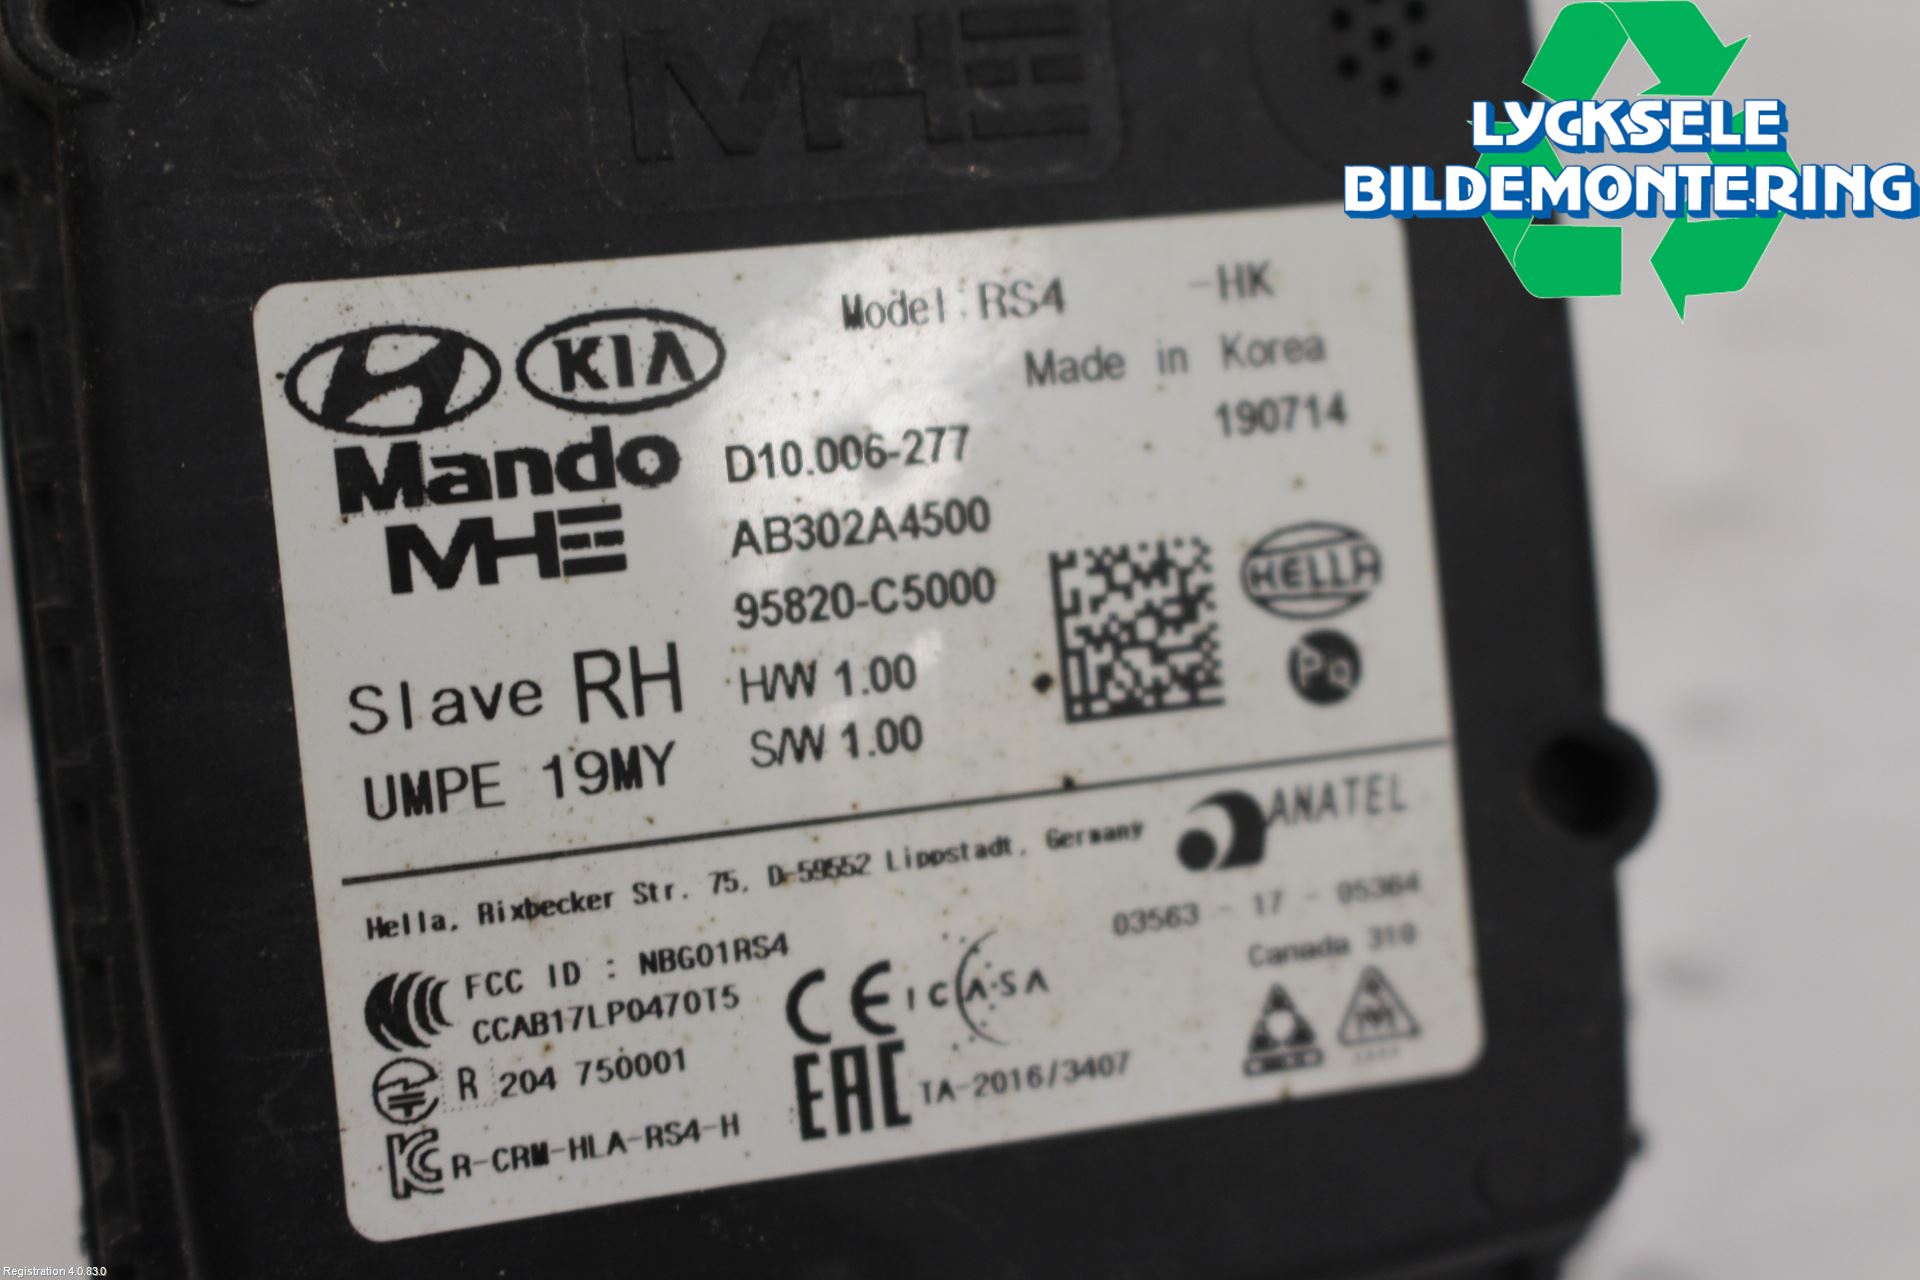 MHE
LYCKSELE
BILDEMONTERING
Model: RS4 -HK
KIA
Made in Korea
190714
Mando
MHE
D10.006-277
AB302A4500
95820-C5000
HELLA
Pq
Slave RH
H/W 1.00
UMPE 19MY
S/W 1.00
ANATEL
Hella, Rixbecker Str. 75, D-59552 Lippstadt, Germany
03563 - 17 - 05364
FCC ID : NBG01RS4
Canada 310
CCAB17LP0470T5
CE ICASA
R 204 750001
EAC TA-2016/3407
R-CRM-HLA-RS4-H
Registration 4.0.83.0